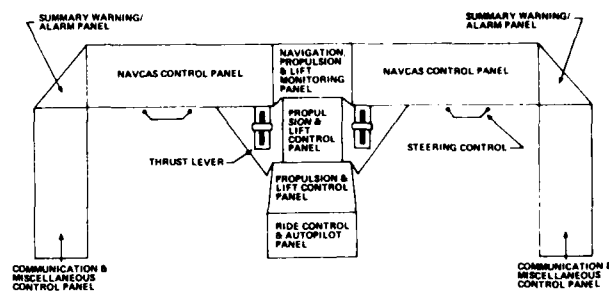 SUMMARY WARNING/
ALARM PANEL
SUMMARY WARNING/
ALARM PANEL
NAVCAS CONTROL PANEL
NAVIGATION,
PROPULSION
& LIFT
MONITORING
PANEL
NAVCAS CONTROL PANEL
PROPUL
SION &
LIFT
CONTROL
PANEL
THRUST LEVER
STEERING CONTROL
PROPULSION &
LIFT CONTROL
PANEL
RIDE CONTROL
& AUTOPILOT
PANEL
COMMUNICATION &
MISCELLANEOUS
CONTROL PANEL
COMMUNICATION &
MISCELLANEOUS
CONTROL PANEL